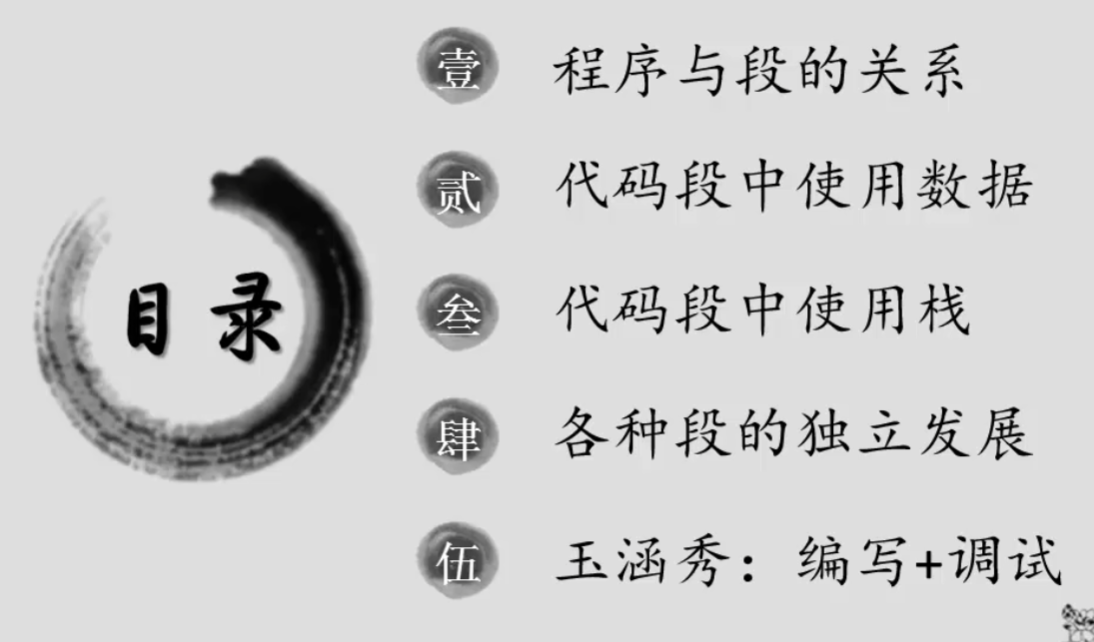 目录
壹 程序与段的关系
贰 代码段中使用数据
叁 代码段中使用栈
肆 各种段的独立发展
伍 玉涵秀：编写+调试